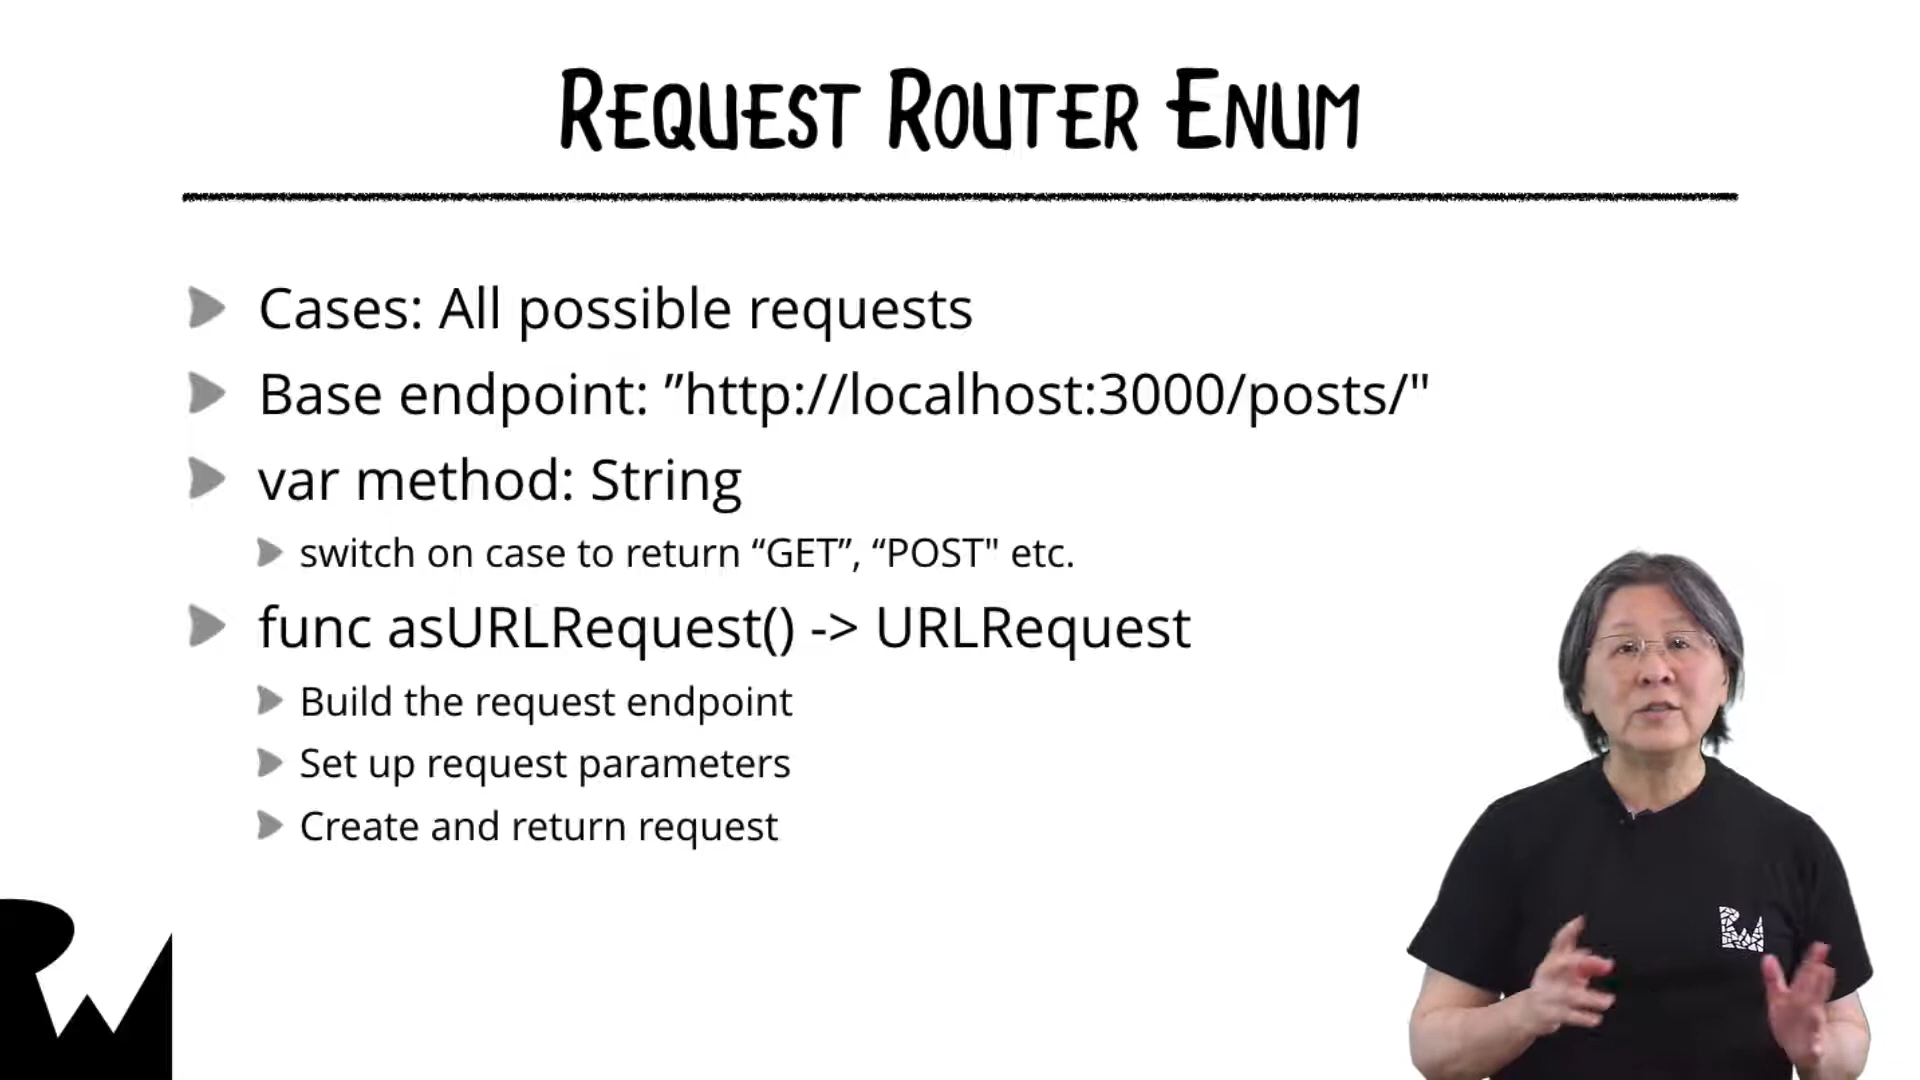 REQUEST ROUTER ENUM
Cases: All possible requests
Base endpoint: ”http://localhost:3000/posts/"
var method: String
switch on case to return “GET”, “POST" etc.
func asURLRequest() -> URLRequest
Build the request endpoint
Set up request parameters
Create and return request
RW
RW